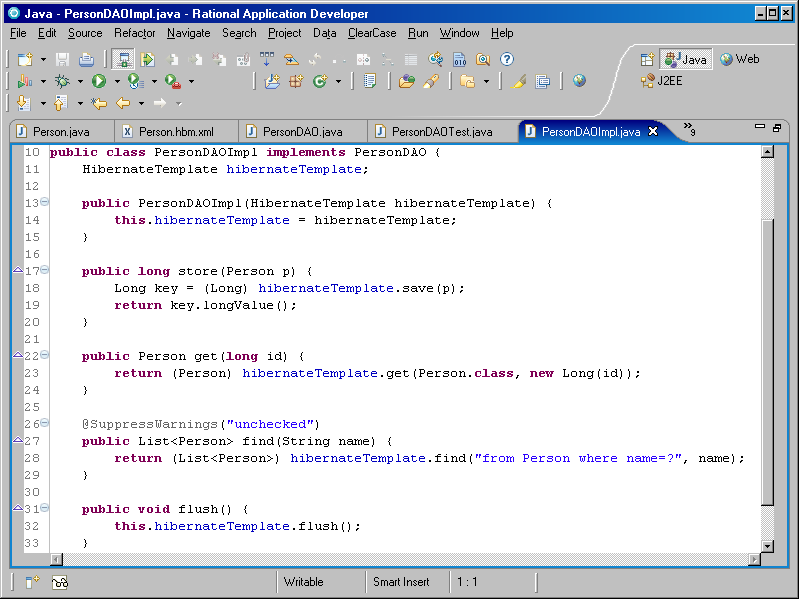 Java - PersonDAOImpl.java - Rational Application Developer
File Edit Source Refactor Navigate Search Project Data ClearCase Run Window Help
Java Web
J2EE
Person.java Person.hbm.xml PersonDAO.java PersonDAOTest.java PersonDAOImpl.java 9
10 public class PersonDAOImpl implements PersonDAO {
11 HibernateTemplate hibernateTemplate;
12
13 public PersonDAOImpl(HibernateTemplate hibernateTemplate) {
14 this.hibernateTemplate = hibernateTemplate;
15 }
16
17 public long store(Person p) {
18 Long key = (Long) hibernateTemplate.save(p);
19 return key.longValue();
20 }
21
22 public Person get(long id) {
23 return (Person) hibernateTemplate.get(Person.class, new Long(id));
24 }
25
26 @SuppressWarnings("unchecked")
27 public List<Person> find(String name) {
28 return (List<Person>) hibernateTemplate.find("from Person where name=?", name);
29 }
30
31 public void flush() {
32 this.hibernateTemplate.flush();
33 }
Writable Smart Insert 1 : 1